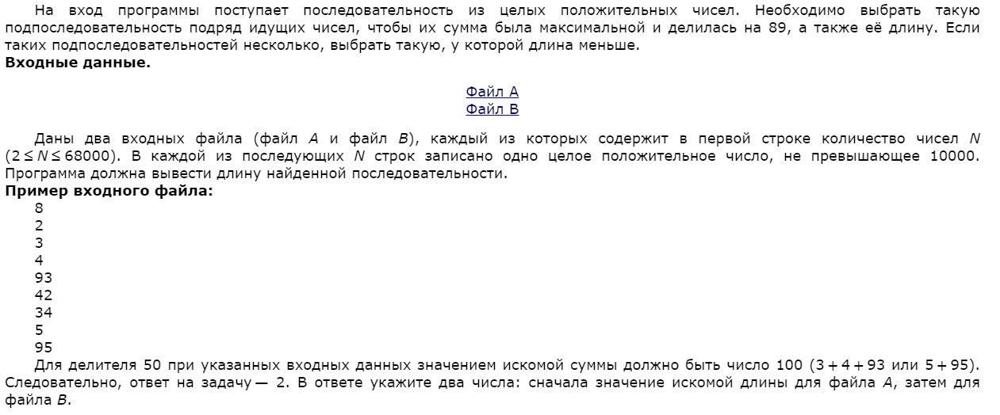 На вход программы поступает последовательность из целых положительных чисел. Необходимо выбрать такую
подпоследовательность подряд идущих чисел, чтобы их сумма была максимальной и делилась на 89, а также её длину. Если
таких подпоследовательностей несколько, выбрать такую, у которой длина меньше.
Входные данные.
Файл A
Файл B
Даны два входных файла (файл A и файл B), каждый из которых содержит в первой строке количество чисел N
(2 ≤ N ≤ 68000). В каждой из последующих N строк записано одно целое положительное число, не превышающее 10000.
Программа должна вывести длину найденной последовательности.
Пример входного файла:
8
2
3
4
93
42
34
5
95
Для делителя 50 при указанных входных данных значением искомой суммы должно быть число 100 (3 + 4 + 93 или 5 + 95).
Следовательно, ответ на задачу — 2. В ответе укажите два числа: сначала значение искомой длины для файла A, затем для
файла B.